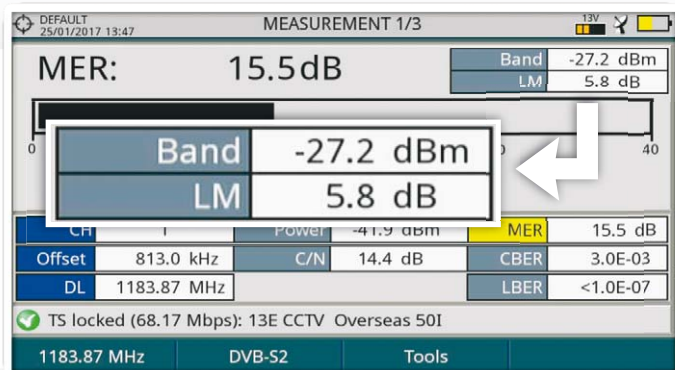 DEFAULT
25/01/2017 13:47
MEASUREMENT 1/3
13V
MER: 15.5 dB
Band -27.2 dBm
LM 5.8 dB
0 40
Band -27.2 dBm
LM 5.8 dB
CH 1 Power -41.9 dBm MER 15.5 dB
Offset 813.0 kHz C/N 14.4 dB CBER 3.0E-03
DL 1183.87 MHz LBER <1.0E-07
TS locked (68.17 Mbps): 13E CCTV Overseas 50I
1183.87 MHz DVB-S2 Tools